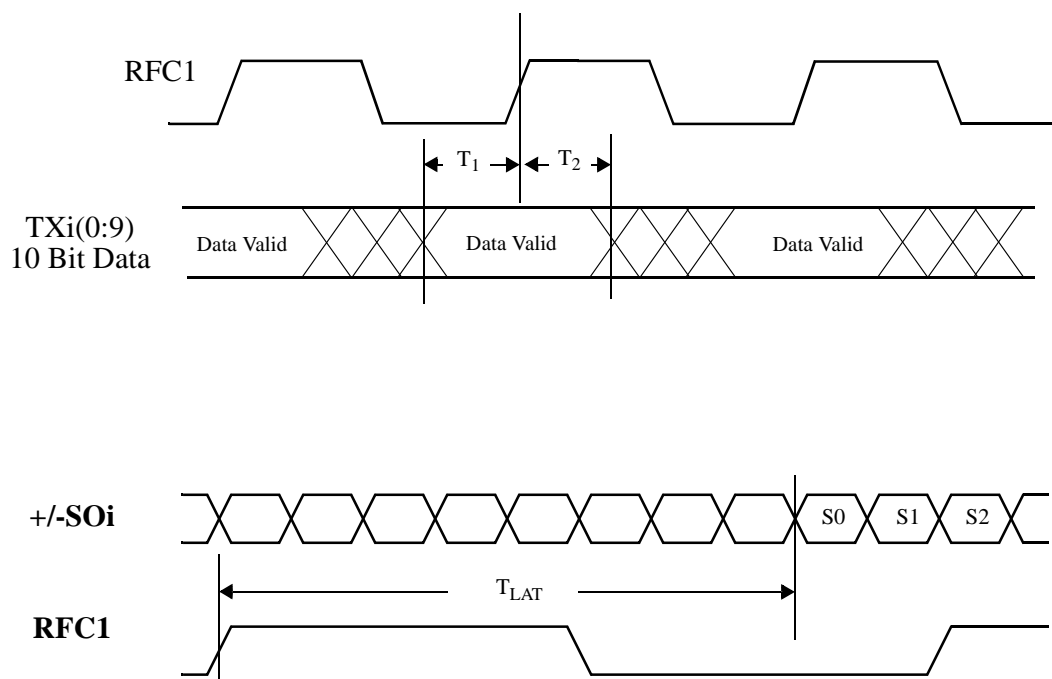 RFC1
T1 T2
TXi(0:9)
10 Bit Data
Data Valid Data Valid Data Valid
+/-SOi S0 S1 S2
TLAT
RFC1